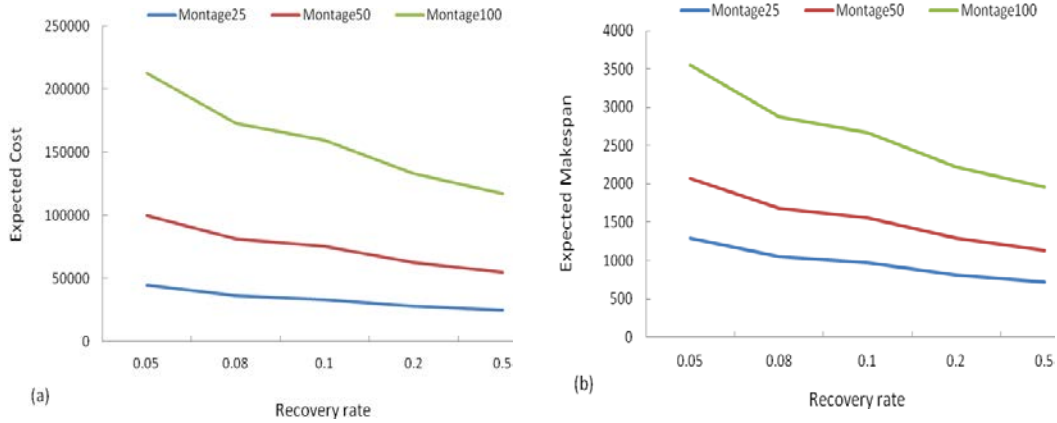 Montage25 Montage50 Montage100
250000
200000
150000
100000
50000
0
Expected Cost
0.05 0.08 0.1 0.2 0.5
Recovery rate
(a)
Montage25 Montage50 Montage100
4000
3500
3000
2500
2000
1500
1000
500
0
Expected Makespan
0.05 0.08 0.1 0.2 0.5
Recovery rate
(b)